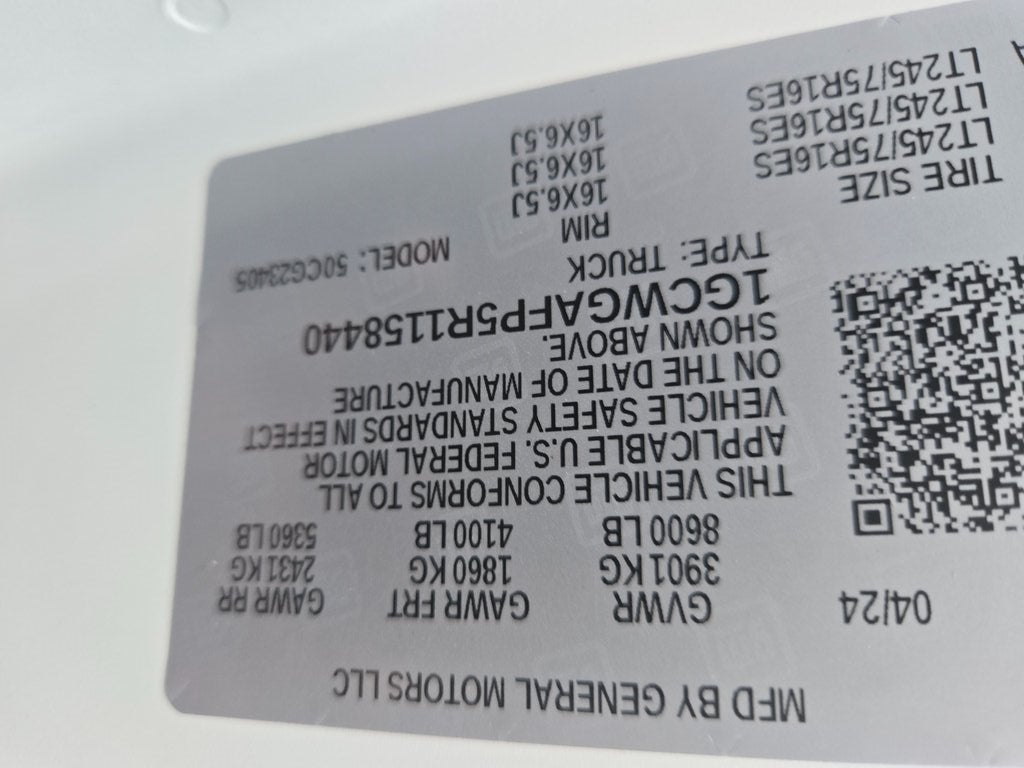 MFD BY GENERAL MOTORS LLC
04/24 GVWR GAWR FRT GAWR RR
3901 KG 1860 KG 2431 KG
8600 LB 4100 LB 5360 LB
THIS VEHICLE CONFORMS TO ALL
APPLICABLE U.S. FEDERAL MOTOR
VEHICLE SAFETY STANDARDS IN EFFECT
ON THE DATE OF MANUFACTURE
SHOWN ABOVE.
1GCWGAFP5R1158440
TYPE: TRUCK MODEL: 50CG23405
TIRE SIZE RIM
LT245/75R16ES 16X6.5J
LT245/75R16ES 16X6.5J
LT245/75R16ES 16X6.5J